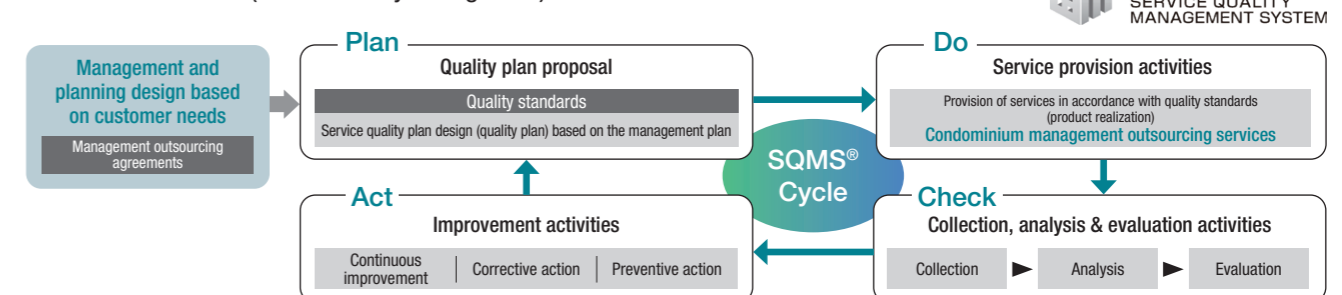 SERVICE QUALITY
MANAGEMENT SYSTEM
Management and
planning design based
on customer needs
Management outsourcing
agreements
Plan
Quality plan proposal
Quality standards
Service quality plan design (quality plan) based on the management plan
Do
Service provision activities
Provision of services in accordance with quality standards
(product realization)
Condominium management outsourcing services
SQMS®
Cycle
Act
Improvement activities
Continuous
improvement
Corrective action
Preventive action
Check
Collection, analysis & evaluation activities
Collection
Analysis
Evaluation